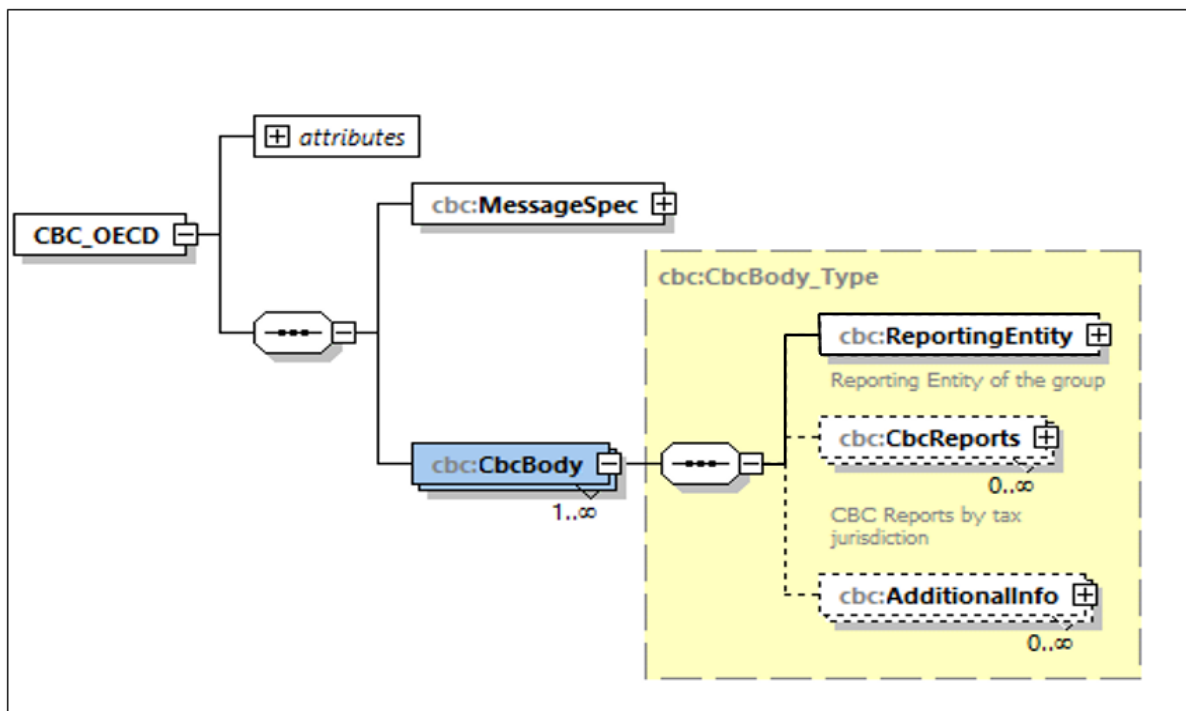 attributes
cbc:MessageSpec
CBC_OECD
cbc:CbcBody_Type
cbc:ReportingEntity
Reporting Entity of the group
cbc:CbcReports
0..∞
cbc:CbcBody
1..∞
CBC Reports by tax
jurisdiction
cbc:AdditionalInfo
0..∞